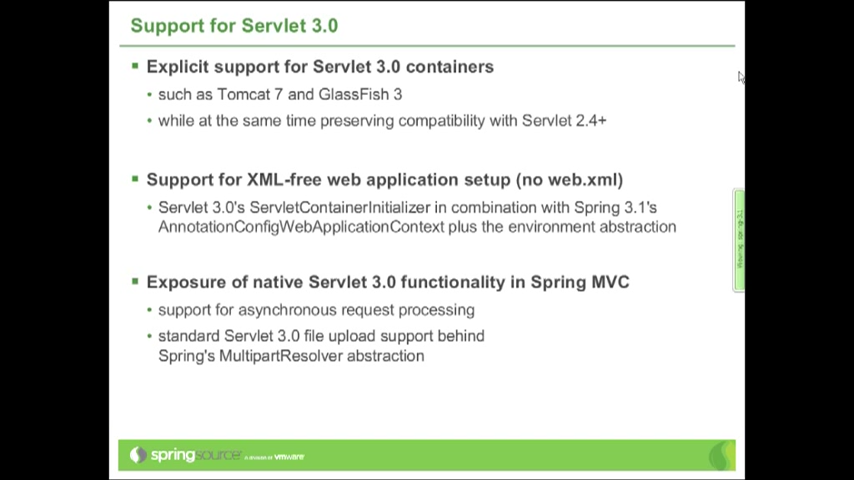 Support for Servlet 3.0
Explicit support for Servlet 3.0 containers
such as Tomcat 7 and GlassFish 3
while at the same time preserving compatibility with Servlet 2.4+
Support for XML-free web application setup (no web.xml)
Servlet 3.0's ServletContainerInitializer in combination with Spring 3.1's
AnnotationConfigWebApplicationContext plus the environment abstraction
Exposure of native Servlet 3.0 functionality in Spring MVC
support for asynchronous request processing
standard Servlet 3.0 file upload support behind
Spring's MultipartResolver abstraction
springsource a division of vmware